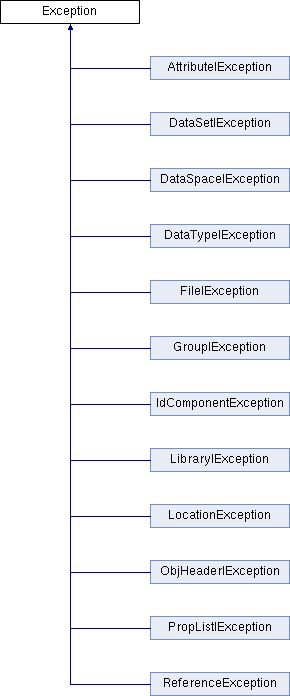 Exception
AttributeIException
DataSetIException
DataSpaceIException
DataTypeIException
FileIException
GroupIException
IdComponentException
LibraryIException
LocationException
ObjHeaderIException
PropListIException
ReferenceException